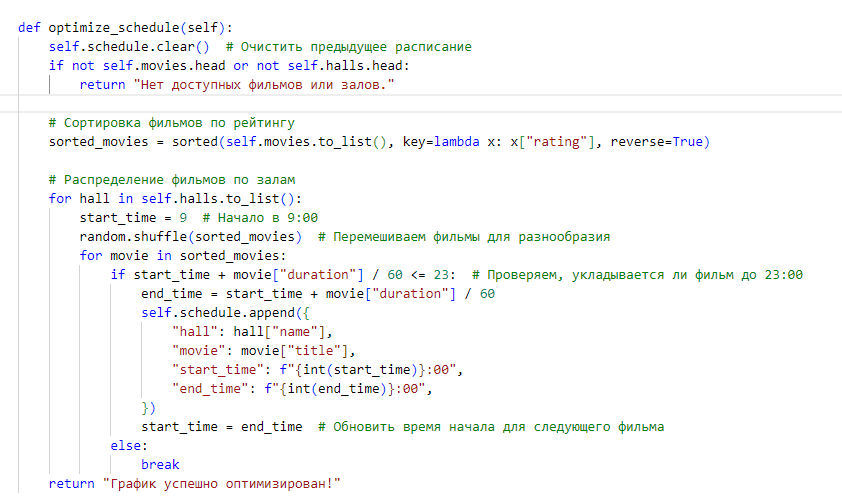 def optimize_schedule(self):
    self.schedule.clear()  # Очистить предыдущее расписание
    if not self.movies.head or not self.halls.head:
        return "Нет доступных фильмов или залов."
    # Сортировка фильмов по рейтингу
    sorted_movies = sorted(self.movies.to_list(), key=lambda x: x["rating"], reverse=True)
    # Распределение фильмов по залам
    for hall in self.halls.to_list():
        start_time = 9  # Начало в 9:00
        random.shuffle(sorted_movies)  # Перемешиваем фильмы для разнообразия
        for movie in sorted_movies:
            if start_time + movie["duration"] / 60 <= 23:  # Проверяем, укладывается ли фильм до 23:00
                end_time = start_time + movie["duration"] / 60
                self.schedule.append({
                    "hall": hall["name"],
                    "movie": movie["title"],
                    "start_time": f"{int(start_time)}:00",
                    "end_time": f"{int(end_time)}:00",
                })
                start_time = end_time  # Обновить время начала для следующего фильма
            else:
                break
    return "График успешно оптимизирован!"